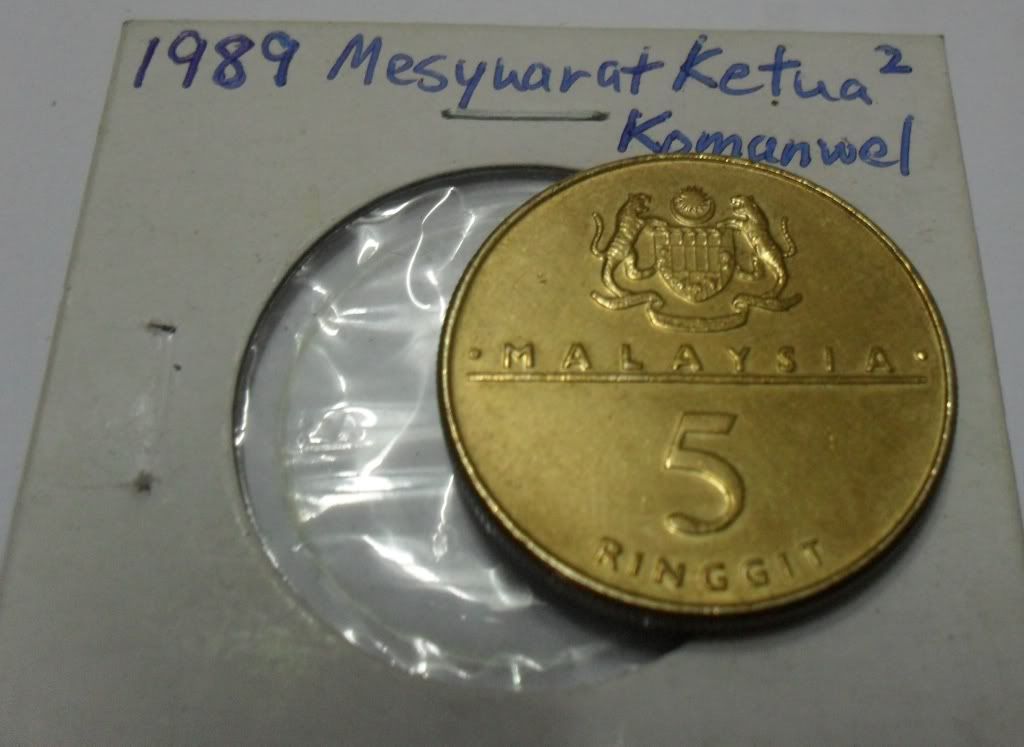 1989 Mesyuarat Ketua²
Komanwel
· MALAYSIA ·
5
RINGGIT